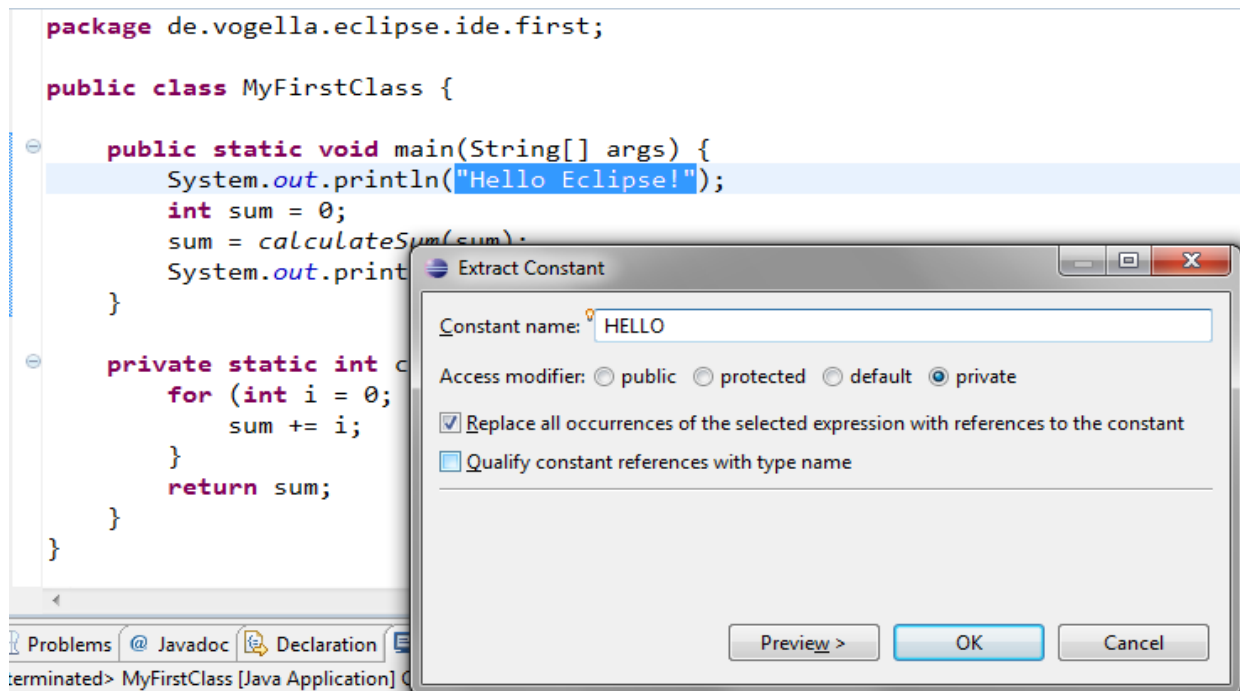 package de.vogella.eclipse.ide.first;
public class MyFirstClass {
public static void main(String[] args) {
System.out.println("Hello Eclipse!");
int sum = 0;
sum = calculateSum(sum);
System.out.print
}
private static int c
for (int i = 0;
sum += i;
}
return sum;
}
}
Extract Constant
Constant name: HELLO
Access modifier: public protected default private
Replace all occurrences of the selected expression with references to the constant
Qualify constant references with type name
Preview > OK Cancel
Problems @ Javadoc Declaration
terminated> MyFirstClass [Java Application]